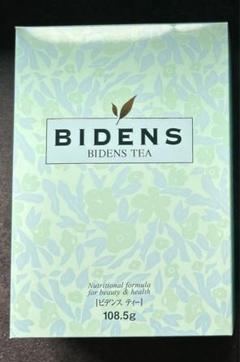 BIDENS
BIDENS TEA
Nutritional formula
for beauty & health
[ビデンス ティー]
108.5g